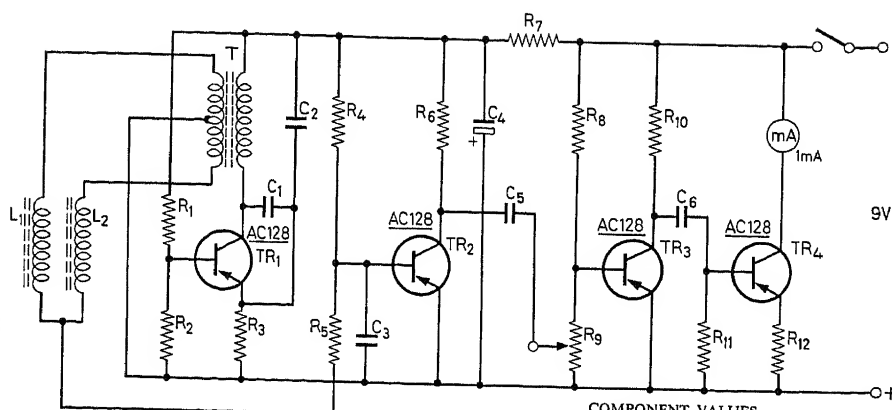 R7
T
R4
R6
C4
+
C2
R8
R10
mA
1mA
L1
L2
R1
C1
AC128
TR1
C5
AC128
TR2
C6
AC128
TR3
AC128
TR4
9V
R2
R3
R5
C3
R9
R11
R12
+
COMPONENT VALUES